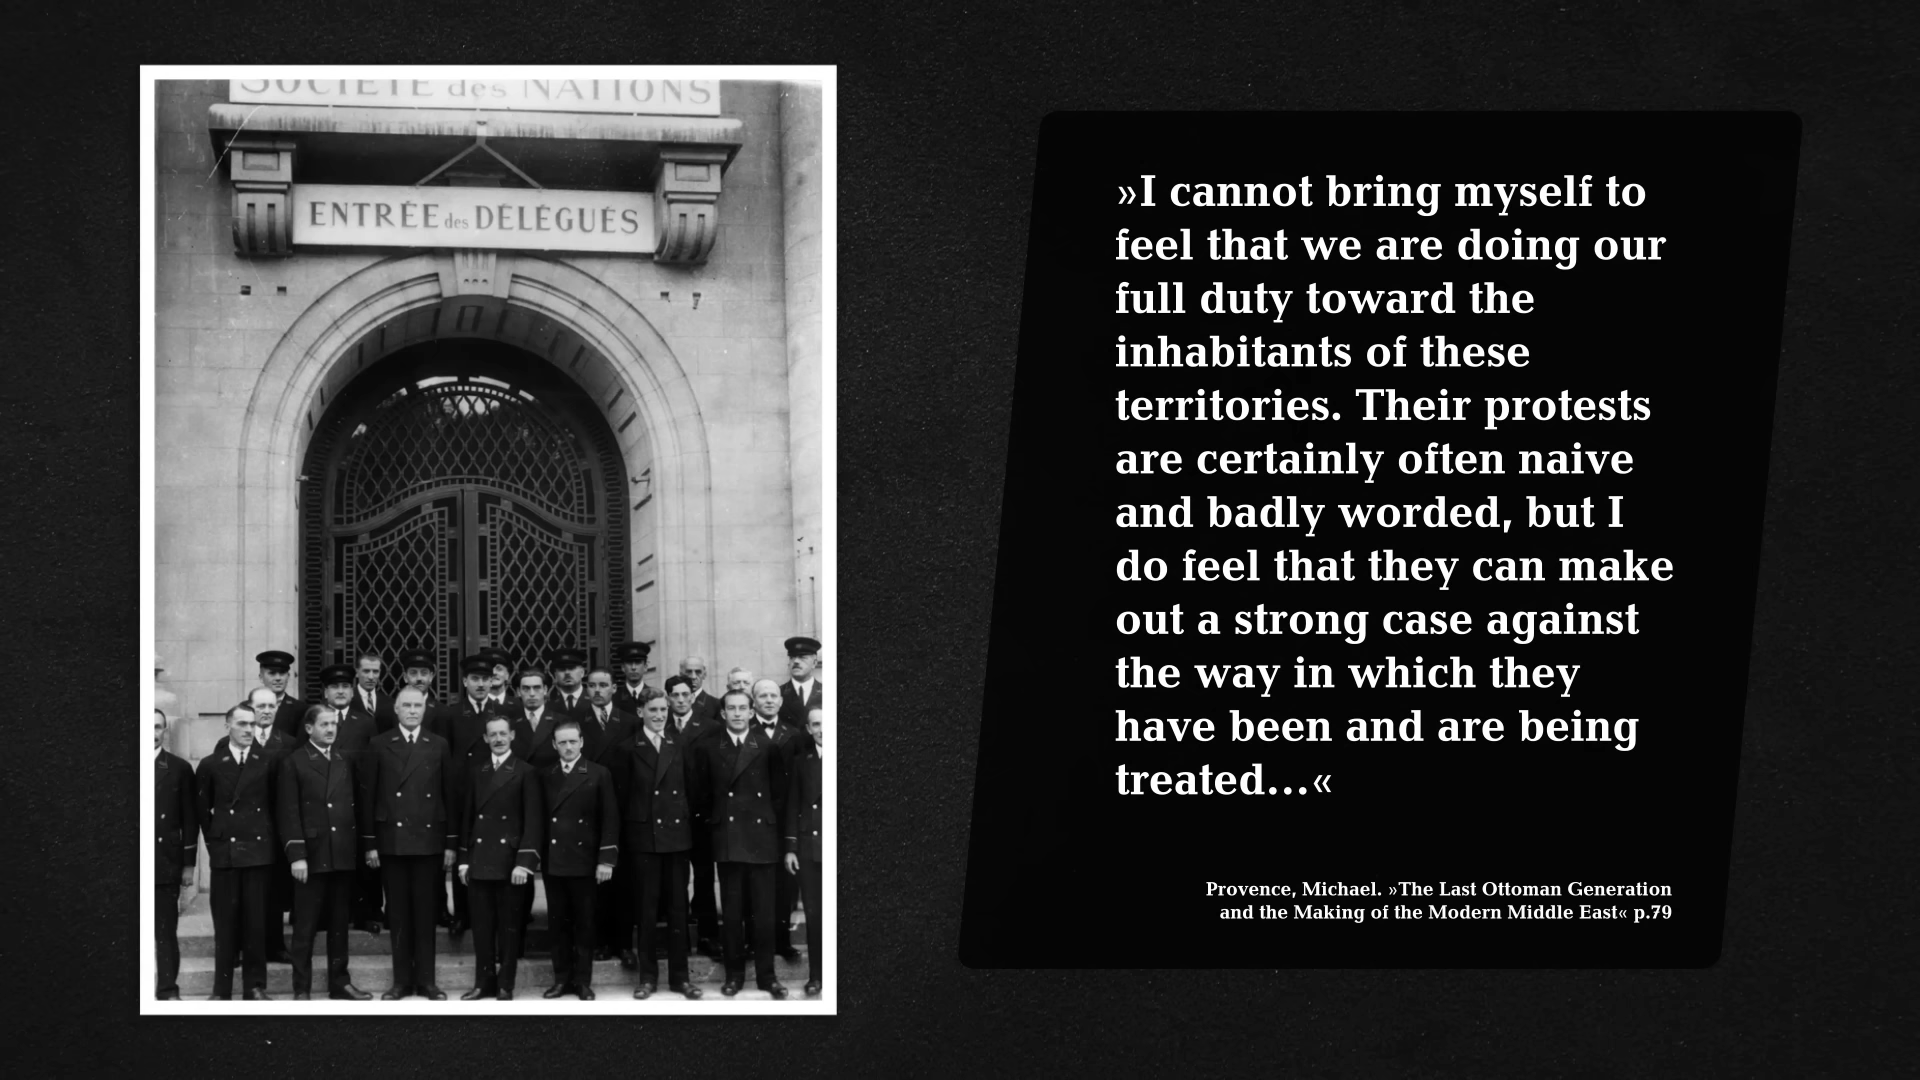 SOCIÉTÉ des NATIONS
ENTRÉE des DÉLÉGUÉS
»I cannot bring myself to
feel that we are doing our
full duty toward the
inhabitants of these
territories. Their protests
are certainly often naive
and badly worded, but I
do feel that they can make
out a strong case against
the way in which they
have been and are being
treated...«
Provence, Michael. »The Last Ottoman Generation
and the Making of the Modern Middle East« p.79